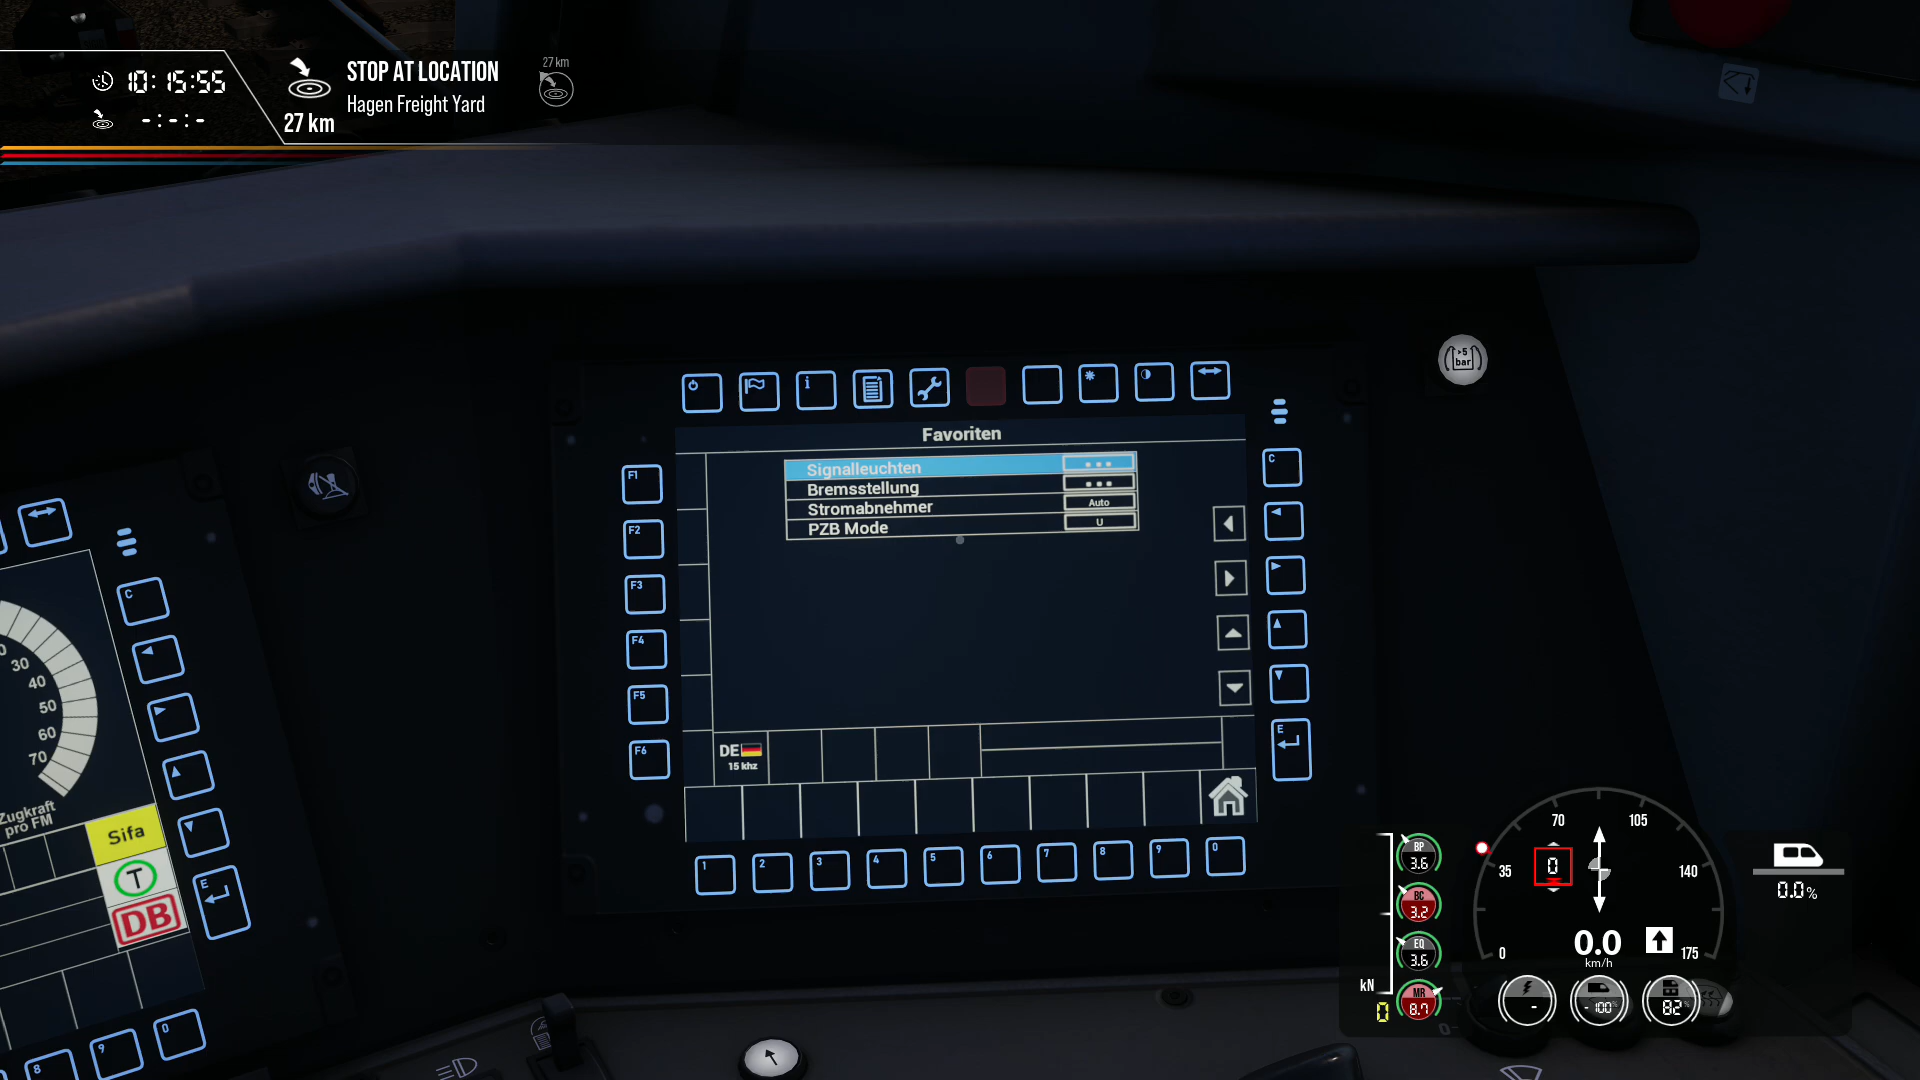 10:15:55
-:-:-
STOP AT LOCATION
Hagen Freight Yard
27 km
27 km
>5
bar
i
Favoriten
Signalleuchten
Bremsstellung
Stromabnehmer Auto
PZB Mode U
F1
F2
F3
F4
F5
F6
C
E
DE
15 khz
1 2 3 4 5 6 7 8 9 0
30
40
50
60
70
Zugkraft
pro FM
Sifa
T
DB
C
E
8 9 0
BP
3.6
BC
3.2
EQ
3.6
MR
8.7
kN
0
0
35
70
105
140
175
0
0.0
km/h
-
-100%
82%
0.0%